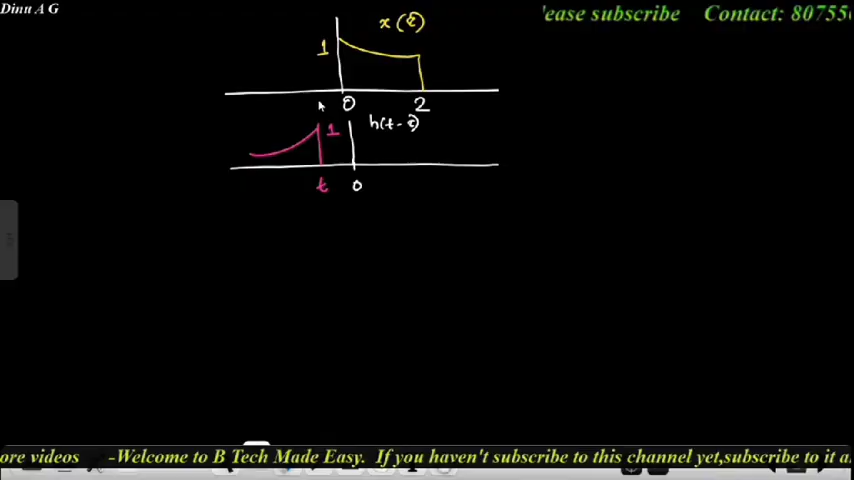 Dinu A G
'ease subscribe Contact: 80755
x(τ)
1
0 2
h(t-τ)
1
t 0
ore videos -Welcome to B Tech Made Easy. If you haven't subscribe to this channel yet,subscribe to it a